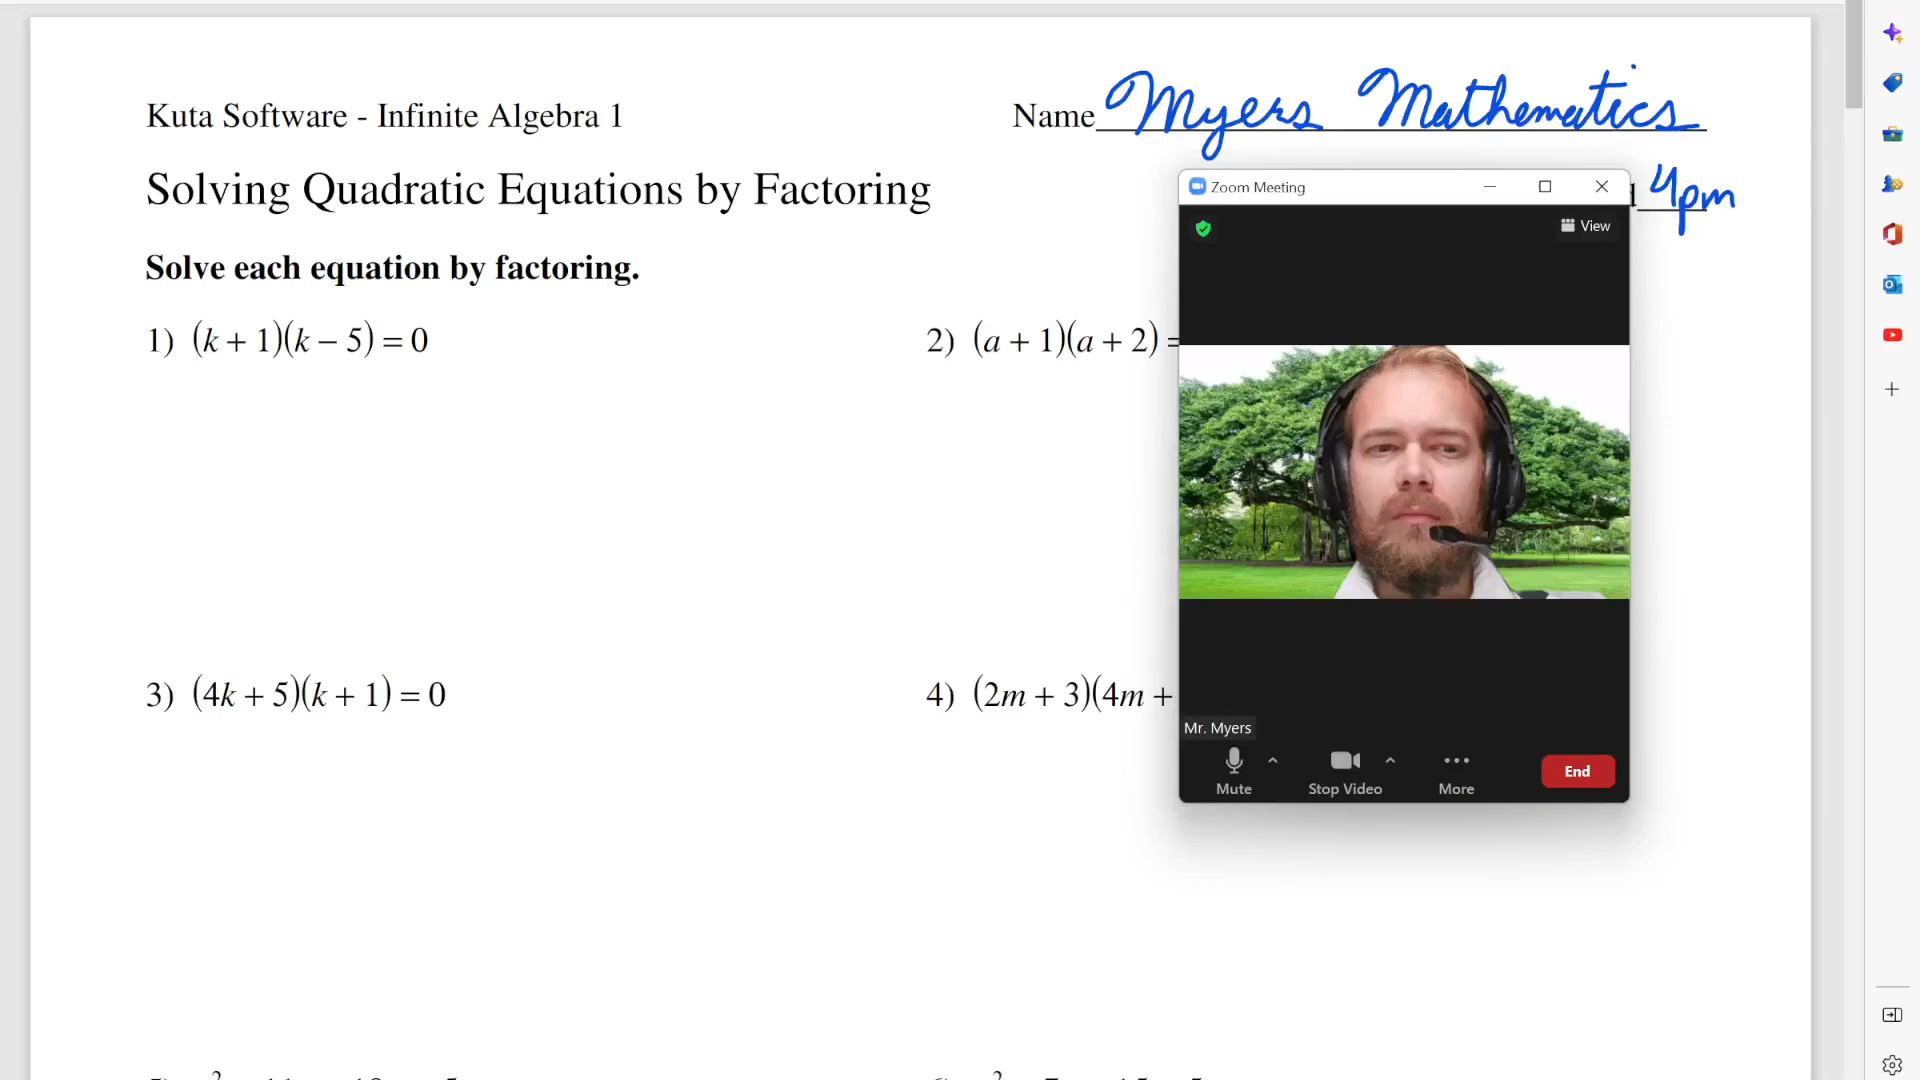 Kuta Software - Infinite Algebra 1
Name Myers Mathematics
Solving Quadratic Equations by Factoring
4pm
Solve each equation by factoring.
1) (k + 1)(k − 5) = 0
2) (a + 1)(a + 2) =
3) (4k + 5)(k + 1) = 0
4) (2m + 3)(4m +
Zoom Meeting
View
Mr. Myers
Mute
Stop Video
More
End